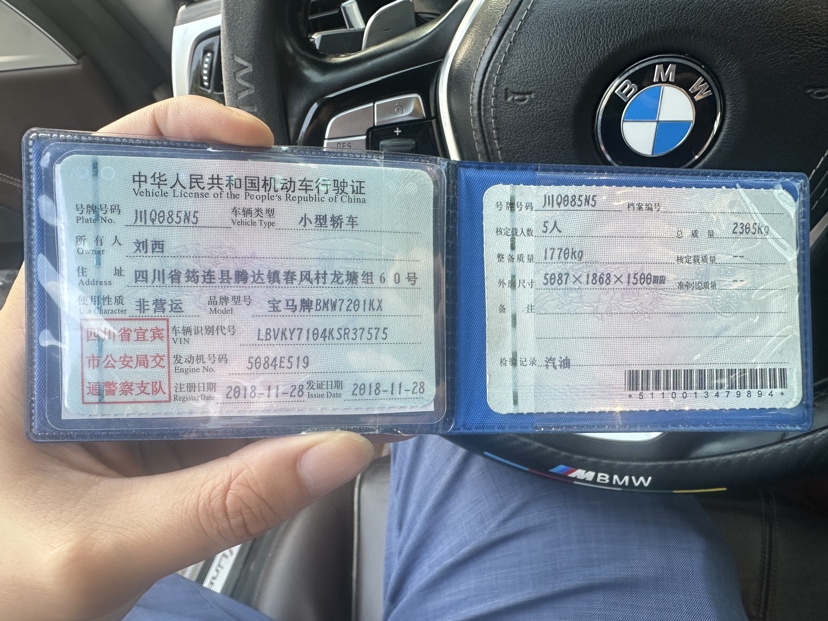 中华人民共和国机动车行驶证
Vehicle License of the People's Republic of China
号牌号码 川Q085N5 车辆类型 小型轿车
Plate No. Vehicle Type
所有人 刘西
Owner
住址 四川省筠连县腾达镇春风村龙塘组60号
Address
使用性质 非营运 品牌型号 宝马牌BMW7201KX
Use Character Model
四川省宜宾
市公安局交
通警察支队
车辆识别代号 LBVKY7104KSR37575
VIN
发动机号码 5084E519
Engine No.
注册日期 2018-11-28 发证日期 2018-11-28
Register Date Issue Date
号牌号码 川Q085N5 档案编号
核定载人数 5人 总质量 2305kg
整备质量 1770kg 核定载质量 --
外廓尺寸 5087×1868×1500mm 准牵引总质量 --
备注
检验记录 汽油
*5110013479894*
BMW
M BMW